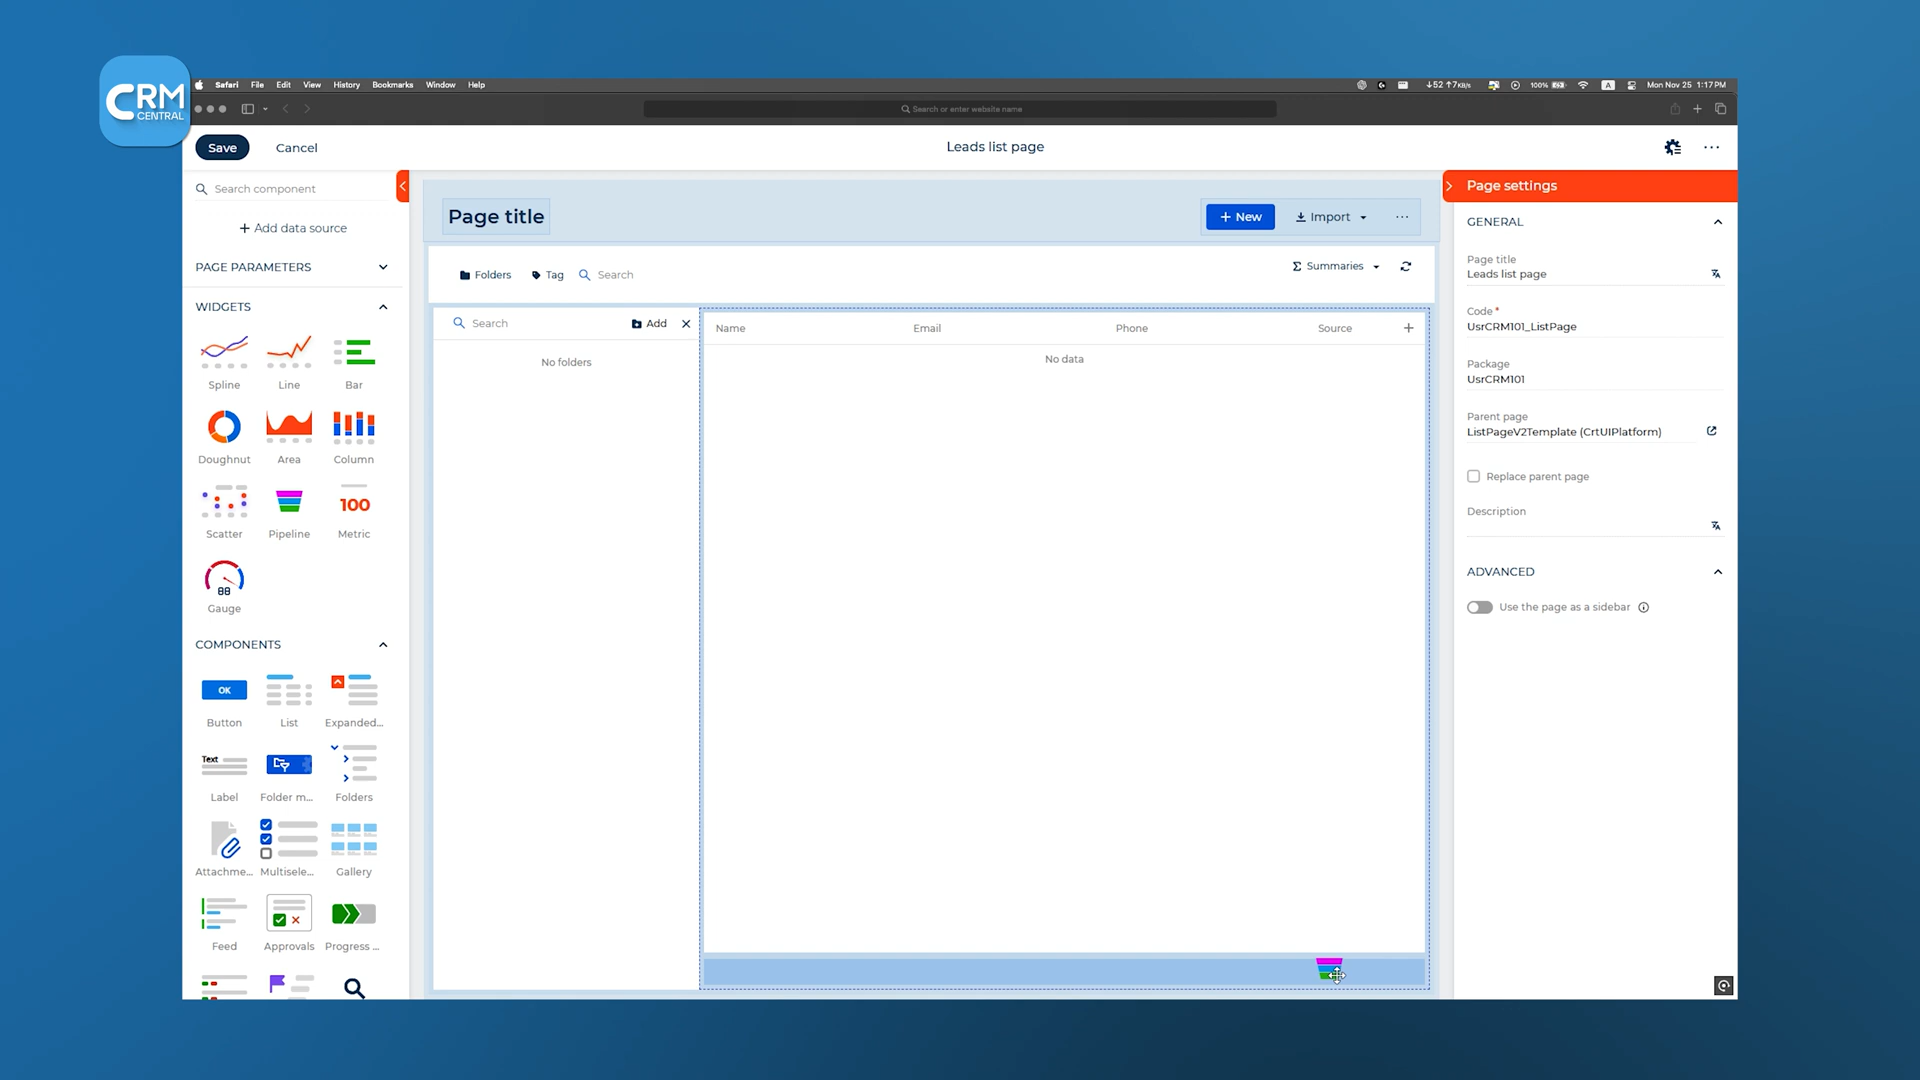 CRM
CENTRAL
Safari File Edit View History Bookmarks Window Help
↓52 ↑7KB/s
100%
A
Mon Nov 25 1:17 PM
Search or enter website name
Save
Cancel
Leads list page
Search component
+ Add data source
PAGE PARAMETERS
WIDGETS
Spline
Line
Bar
Doughnut
Area
Column
Scatter
Pipeline
100
Metric
88
Gauge
COMPONENTS
OK
Button
List
Expanded...
Text
Label
Folder m...
Folders
Attachme...
Multisele...
Gallery
Feed
Approvals
Progress ...
Page title
+ New
Import
...
Folders
Tag
Search
Σ Summaries
Search
Add
No folders
Name
Email
Phone
Source
No data
Page settings
GENERAL
Page title
Leads list page
Code *
UsrCRM101_ListPage
Package
UsrCRM101
Parent page
ListPageV2Template (CrtUIPlatform)
Replace parent page
Description
ADVANCED
Use the page as a sidebar